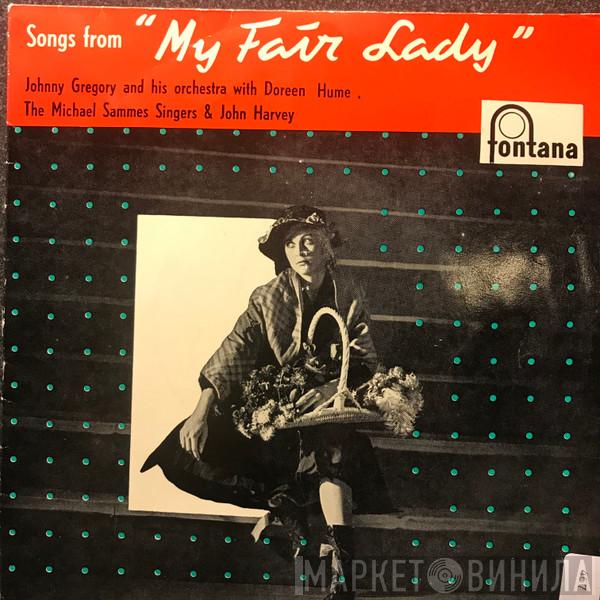 Songs from "My Fair Lady"
Johnny Gregory and his orchestra with Doreen Hume,
The Michael Sammes Singers & John Harvey
fontana
МАРКЕТ ВИНИЛА